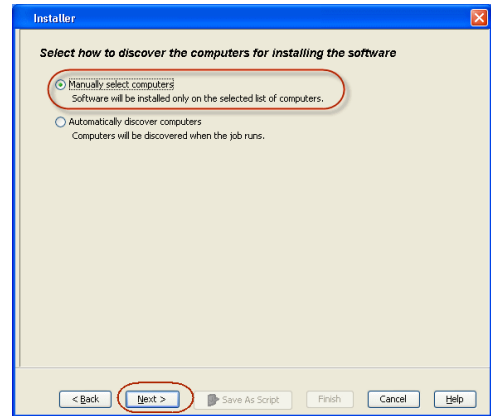 Installer
Select how to discover the computers for installing the software
Manually select computers
Software will be installed only on the selected list of computers.
Automatically discover computers
Computers will be discovered when the job runs.
< Back Next > Save As Script Finish Cancel Help